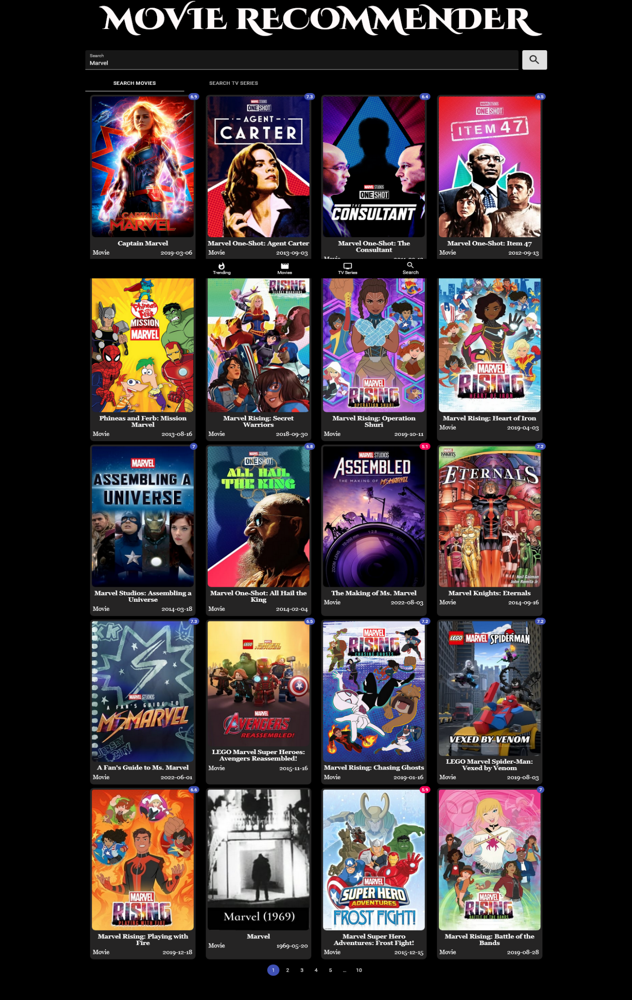 MOVIE RECOMMENDER
Search
Marvel
SEARCH MOVIES
SEARCH TV SERIES
6.9
7.3
6.4
6.5
CAPTAIN
MARVEL
MARVEL STUDIOS
ONE SHOT
AGENT
CARTER
MARVEL STUDIOS
ONE SHOT
THE
CONSULTANT
MARVEL STUDIOS
ONE SHOT
ITEM 47
Captain Marvel
Movie 2019-03-06
Marvel One-Shot: Agent Carter
Movie 2013-09-03
Marvel One-Shot: The
Consultant
Marvel One-Shot: Item 47
Movie 2012-09-13
Trending
Movies
TV Series
Search
Phineas
and
Ferb
MISSION
MARVEL
RISING
SECRET WARRIORS
MARVEL
RISING
OPERATION SHURI
MARVEL
RISING
HEART OF IRON
Phineas and Ferb: Mission
Marvel
Movie 2013-08-16
Marvel Rising: Secret
Warriors
Movie 2018-09-30
Marvel Rising: Operation
Shuri
Movie 2019-10-11
Marvel Rising: Heart of Iron
Movie 2019-04-03
7
6.8
5.1
7.2
MARVEL
ASSEMBLING A
UNIVERSE
MARVEL STUDIOS
ONE SHOT
ALL HAIL
THE KING
MARVEL STUDIOS
ASSEMBLED
THE MAKING OF MS. MARVEL
70-200 mm
1:2.8
IS
USM
ZOOM LENS
MARVEL
KNIGHTS
ETERNALS
Neil Gaiman
John Romita Jr.
Marvel Studios: Assembling a
Universe
Movie 2014-03-18
Marvel One-Shot: All Hail the
King
Movie 2014-02-04
The Making of Ms. Marvel
Movie 2022-08-03
Marvel Knights: Eternals
Movie 2014-09-16
7.3
6.5
7.2
7.2
KK
MARVEL STUDIOS
A FAN'S GUIDE TO
MS. MARVEL
JERSEY
CITY
LEGO
MARVEL
SUPER
HEROES
MARVEL
AVENGERS
REASSEMBLED!
MARVEL
RISING
CHASING GHOSTS
LEGO MARVEL SPIDER-MAN
VEXED BY VENOM
A Fan's Guide to Ms. Marvel
Movie 2022-06-01
LEGO Marvel Super Heroes:
Avengers Reassembled!
Movie 2015-11-16
Marvel Rising: Chasing Ghosts
Movie 2019-01-16
LEGO Marvel Spider-Man:
Vexed by Venom
Movie 2019-08-03
6.6
5.9
7
MARVEL
RISING
PLAYING WITH FIRE
Marvel (1969)
MARVEL
SUPER HERO
ADVENTURES
FROST FIGHT!
MARVEL
RISING
BATTLE OF THE BANDS
Marvel Rising: Playing with
Fire
Movie 2019-12-18
Marvel
Movie 1969-05-20
Marvel Super Hero
Adventures: Frost Fight!
Movie 2015-12-15
Marvel Rising: Battle of the
Bands
Movie 2019-08-28
1 2 3 4 5 ... 10